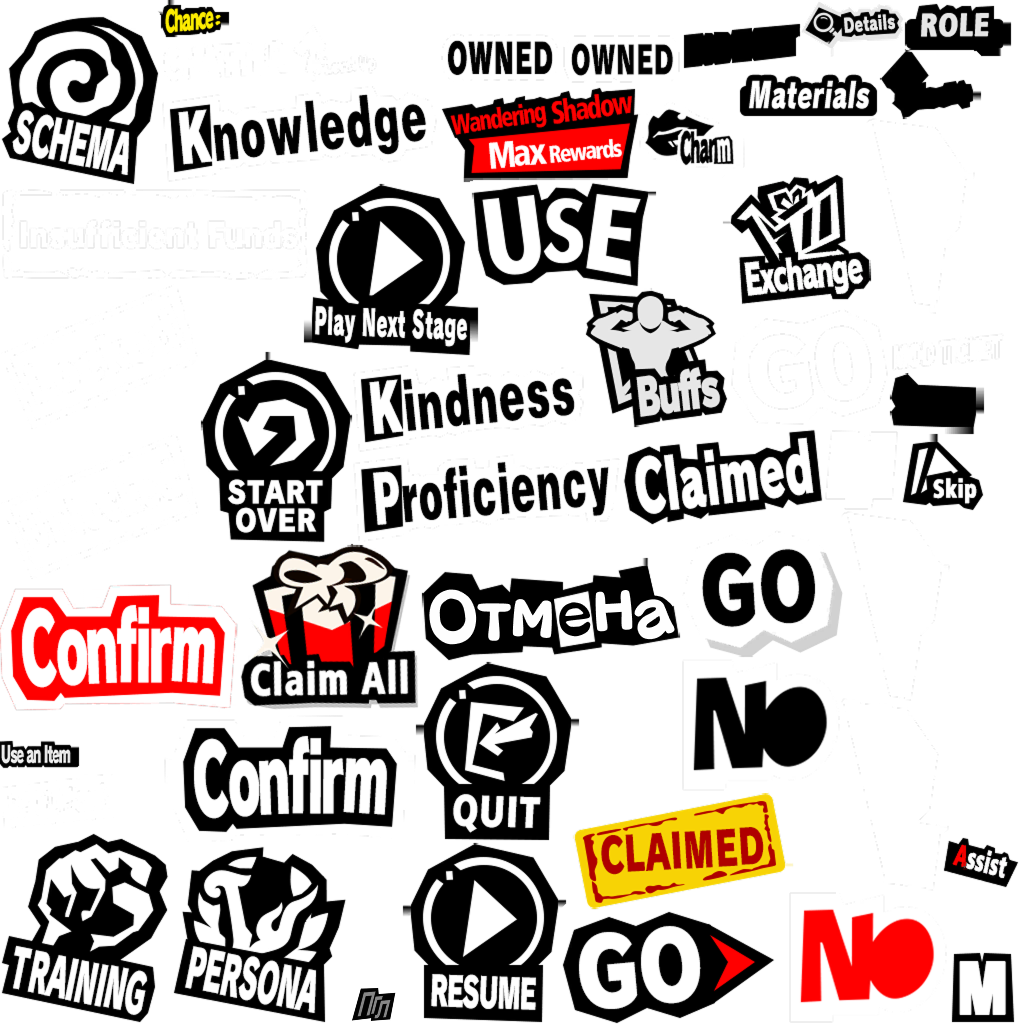 Chance:
SCHEMA
OWNED
OWNED
Details
ROLE
Materials
Knowledge
Wandering Shadow
Max Rewards
Charm
Insufficient Funds
USE
Exchange
Play Next Stage
GO
Buffs
Kindness
START
OVER
Proficiency
Claimed
Skip
GO
Отмена
Confirm
Claim All
NO
Use an Item
Confirm
QUIT
CLAIMED
Assist
TRAINING
PERSONA
RESUME
GO
NO
M